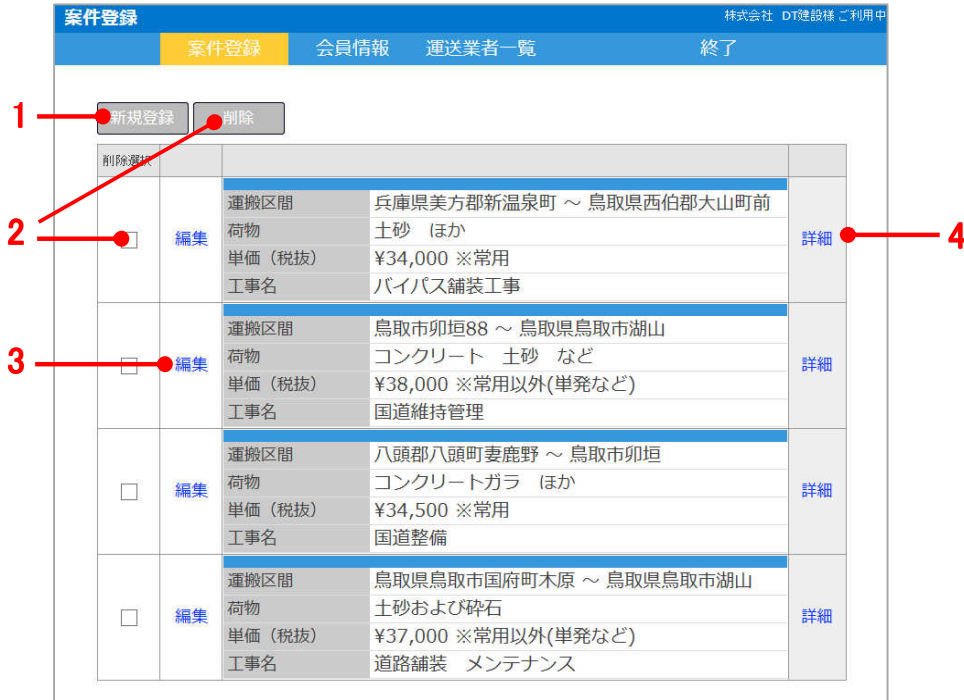 案件登録
株式会社 DT建設様 ご利用中
案件登録 会員情報 運送業者一覧 終了
1
新規登録 削除
削除選択
2
編集
運搬区間 兵庫県美方郡新温泉町 ～ 鳥取県西伯郡大山町前
荷物 土砂 ほか
単価（税抜） ¥34,000 ※常用
工事名 バイパス舗装工事
詳細
4
3
編集
運搬区間 鳥取市卯垣88 ～ 鳥取県鳥取市湖山
荷物 コンクリート 土砂 など
単価（税抜） ¥38,000 ※常用以外(単発など)
工事名 国道維持管理
詳細
編集
運搬区間 八頭郡八頭町妻鹿野 ～ 鳥取市卯垣
荷物 コンクリートガラ ほか
単価（税抜） ¥34,500 ※常用
工事名 国道整備
詳細
編集
運搬区間 鳥取県鳥取市国府町木原 ～ 鳥取県鳥取市湖山
荷物 土砂および砕石
単価（税抜） ¥37,000 ※常用以外(単発など)
工事名 道路舗装 メンテナンス
詳細